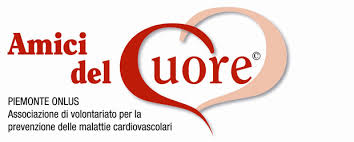 Amici
del Cuore©
PIEMONTE ONLUS
Associazione di volontariato per la
prevenzione delle malattie cardiovascolari